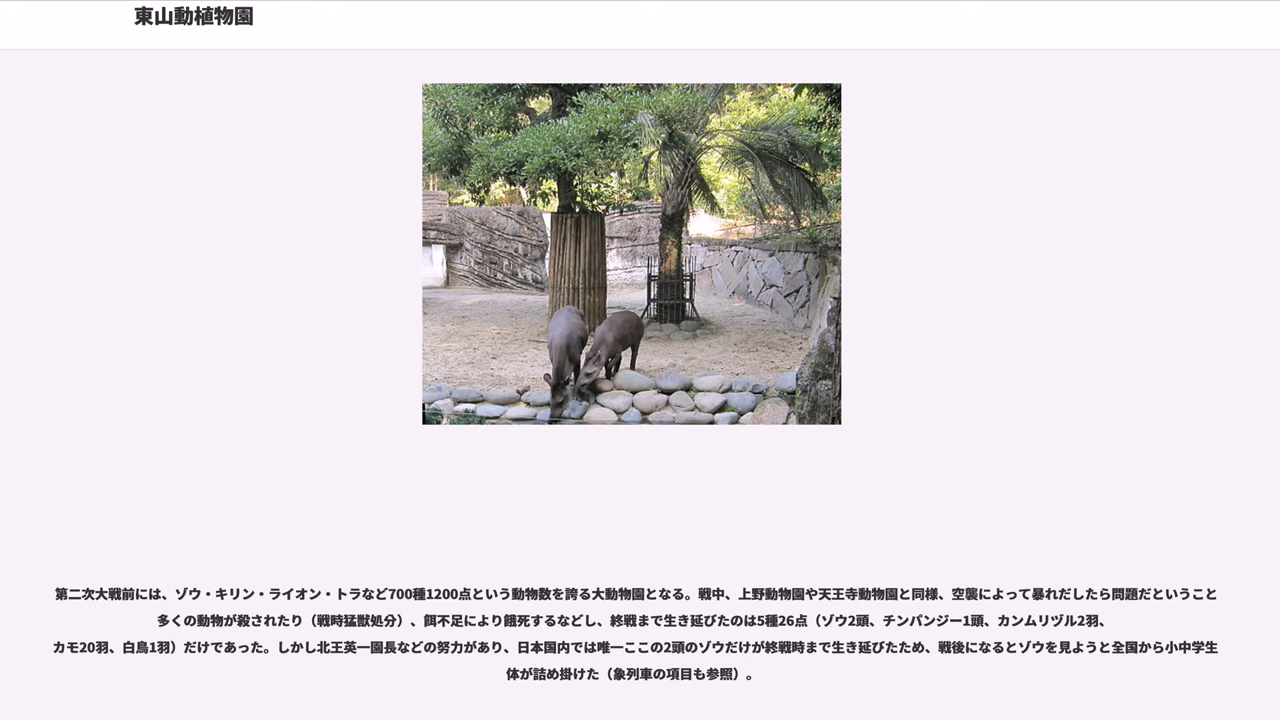 東山動植物園
第二次大戦前には、ゾウ・キリン・ライオン・トラなど700種1200点という動物数を誇る大動物園となる。戦中、上野動物園や天王寺動物園と同様、空襲によって暴れだしたら問題だということ
多くの動物が殺されたり（戦時猛獣処分）、餌不足により餓死するなどし、終戦まで生き延びたのは5種26点（ゾウ2頭、チンパンジー1頭、カンムリヅル2羽、
カモ20羽、白鳥1羽）だけであった。しかし北王英一園長などの努力があり、日本国内では唯一ここの2頭のゾウだけが終戦時まで生き延びたため、戦後になるとゾウを見ようと全国から小中学生
体が詰め掛けた（象列車の項目も参照）。